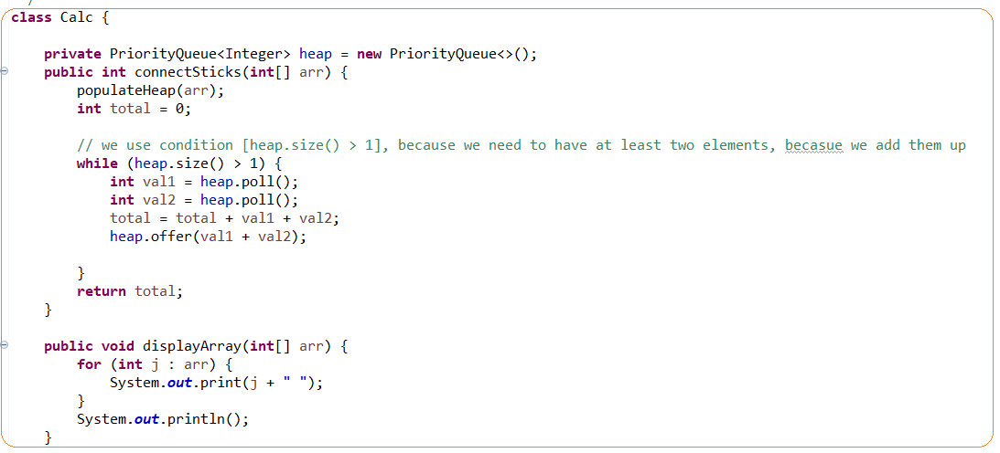 class Calc {
private PriorityQueue<Integer> heap = new PriorityQueue<>();
public int connectSticks(int[] arr) {
populateHeap(arr);
int total = 0;
// we use condition [heap.size() > 1], because we need to have at least two elements, becasue we add them up
while (heap.size() > 1) {
int val1 = heap.poll();
int val2 = heap.poll();
total = total + val1 + val2;
heap.offer(val1 + val2);
}
return total;
}
public void displayArray(int[] arr) {
for (int j : arr) {
System.out.print(j + " ");
}
System.out.println();
}